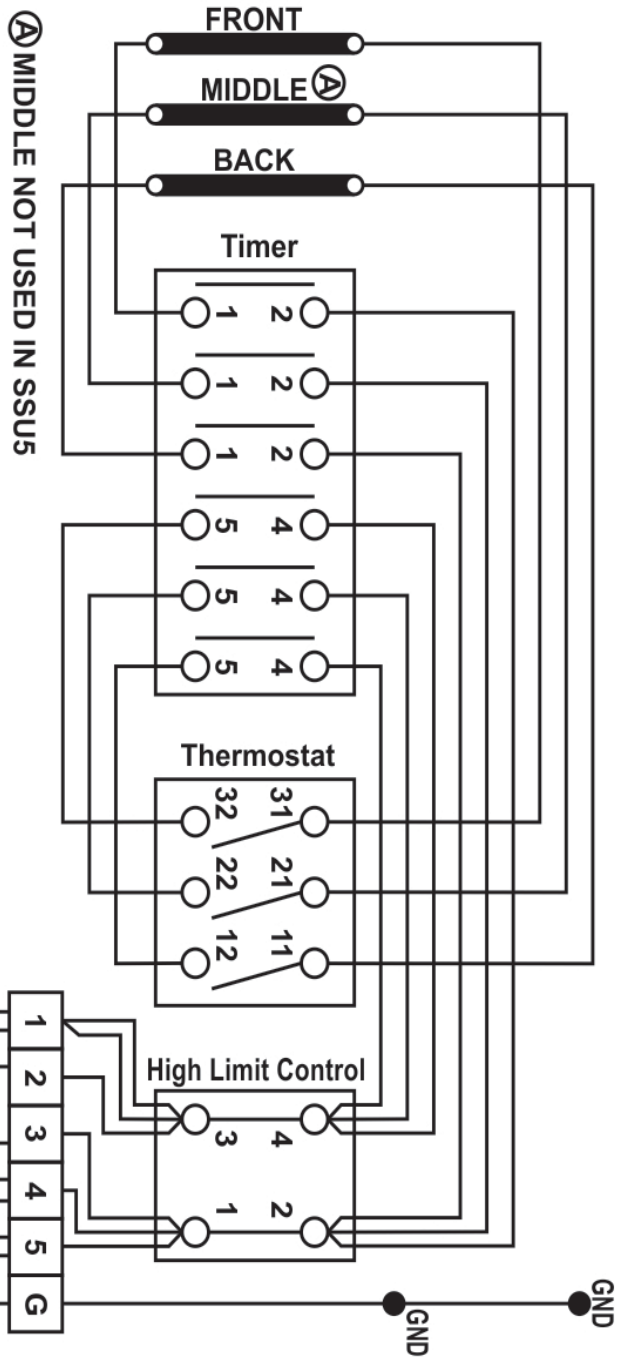 FRONT
MIDDLE Ⓐ
BACK
Ⓐ MIDDLE NOT USED IN SSU5
Timer
1 2
1 2
1 2
5 4
5 4
5 4
Thermostat
32 31
22 21
12 11
High Limit Control
3 4
1 2
1
2
3
4
5
G
GND
GND